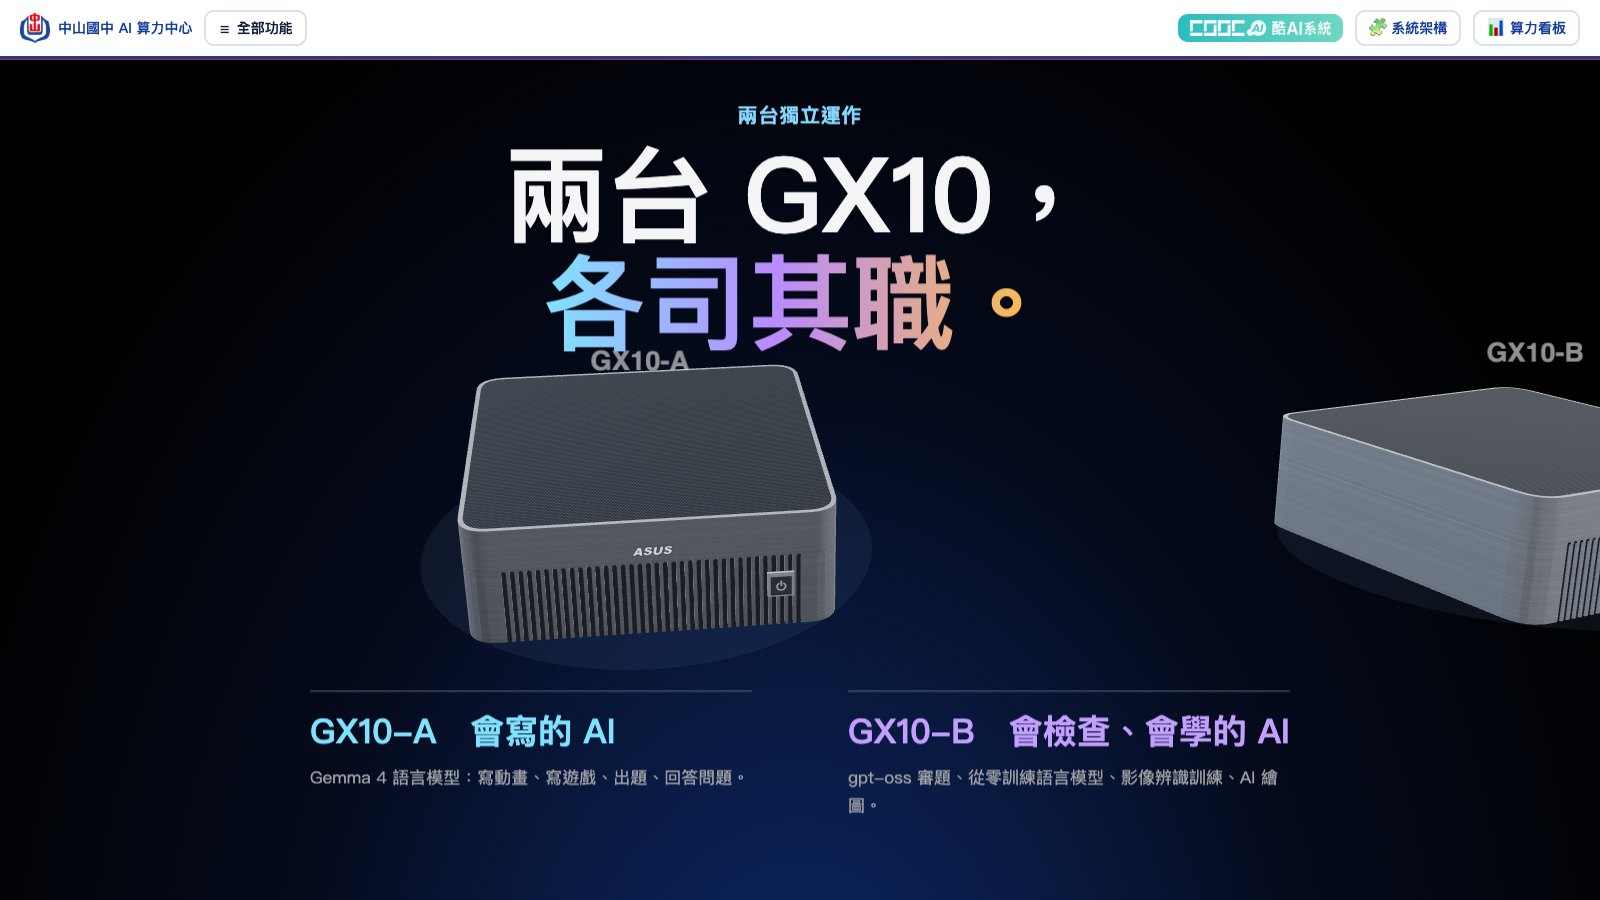 中山國中 AI 算力中心
≡ 全部功能
COOC AI 酷AI系統
系統架構
算力看板
兩台獨立運作
兩台 GX10，
各司其職。
GX10-A
GX10-B
ASUS
GX10–A 會寫的 AI
Gemma 4 語言模型：寫動畫、寫遊戲、出題、回答問題。
GX10–B 會檢查、會學的 AI
gpt–oss 審題、從零訓練語言模型、影像辨識訓練、AI 繪
圖。